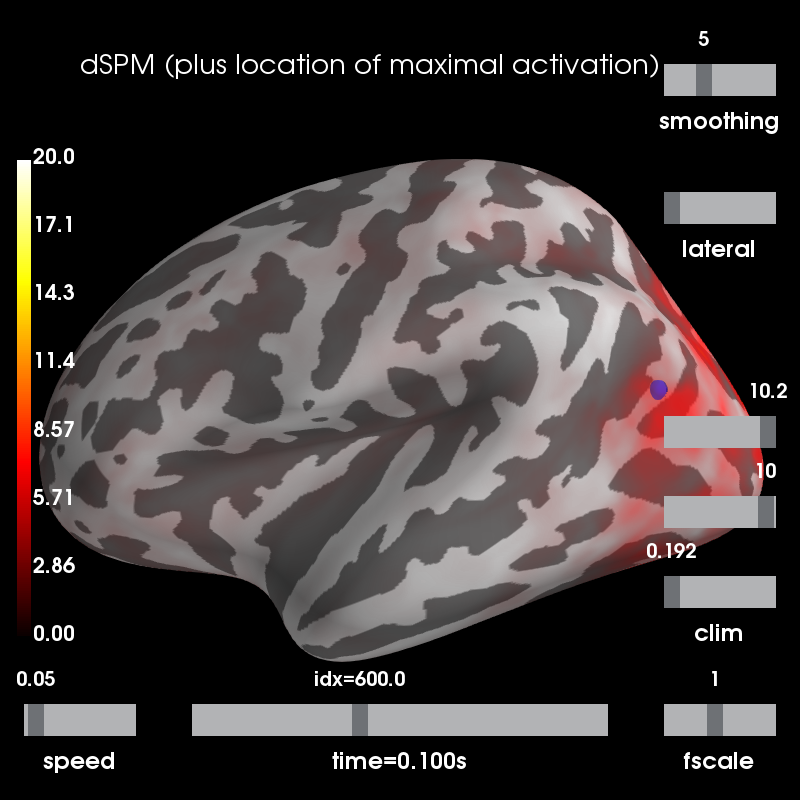 5
dSPM (plus location of maximal activation)
smoothing
20.0
17.1
lateral
14.3
11.4
10.2
8.57
10
5.71
0.192
2.86
0.00
clim
0.05
idx=600.0
1
speed
time=0.100s
fscale